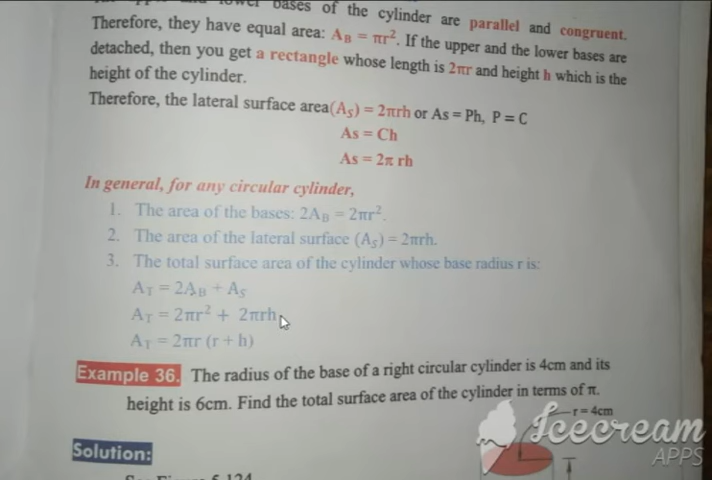 lower bases of the cylinder are parallel and congruent.
Therefore, they have equal area: A_B = πr². If the upper and the lower bases are
detached, then you get a rectangle whose length is 2πr and height h which is the
height of the cylinder.
Therefore, the lateral surface area(A_S) = 2πrh or As = Ph, P = C
As = Ch
As = 2π rh
In general, for any circular cylinder,
1. The area of the bases: 2A_B = 2πr².
2. The area of the lateral surface (A_S) = 2πrh.
3. The total surface area of the cylinder whose base radius r is:
A_T = 2A_B + A_S
A_T = 2πr² + 2πrh
A_T = 2πr (r + h)
Example 36. The radius of the base of a right circular cylinder is 4cm and its
height is 6cm. Find the total surface area of the cylinder in terms of π.
r = 4cm
Icecream
APPS
Solution: